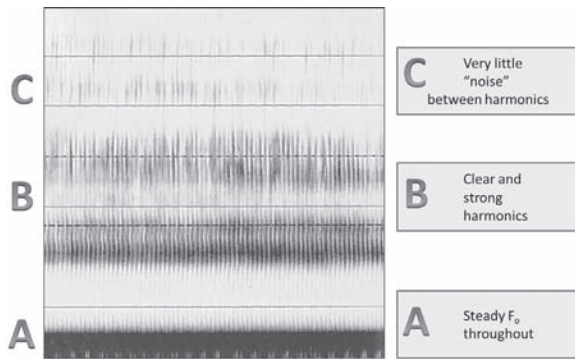 C
B
A
C
Very little
“noise”
between harmonics
B
Clear and
strong
harmonics
A
Steady Fo
throughout